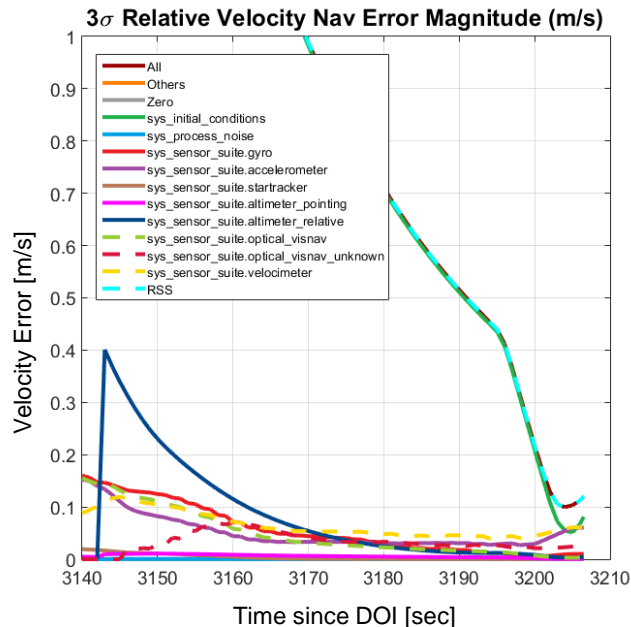 3σ Relative Velocity Nav Error Magnitude (m/s)
1
0.9
0.8
0.7
0.6
0.5
0.4
0.3
0.2
0.1
0
Velocity Error [m/s]
All
Others
Zero
sys_initial_conditions
sys_process_noise
sys_sensor_suite.gyro
sys_sensor_suite.accelerometer
sys_sensor_suite.startracker
sys_sensor_suite.altimeter_pointing
sys_sensor_suite.altimeter_relative
sys_sensor_suite.optical_visnav
sys_sensor_suite.optical_visnav_unknown
sys_sensor_suite.velocimeter
RSS
3140 3150 3160 3170 3180 3190 3200 3210
Time since DOI [sec]